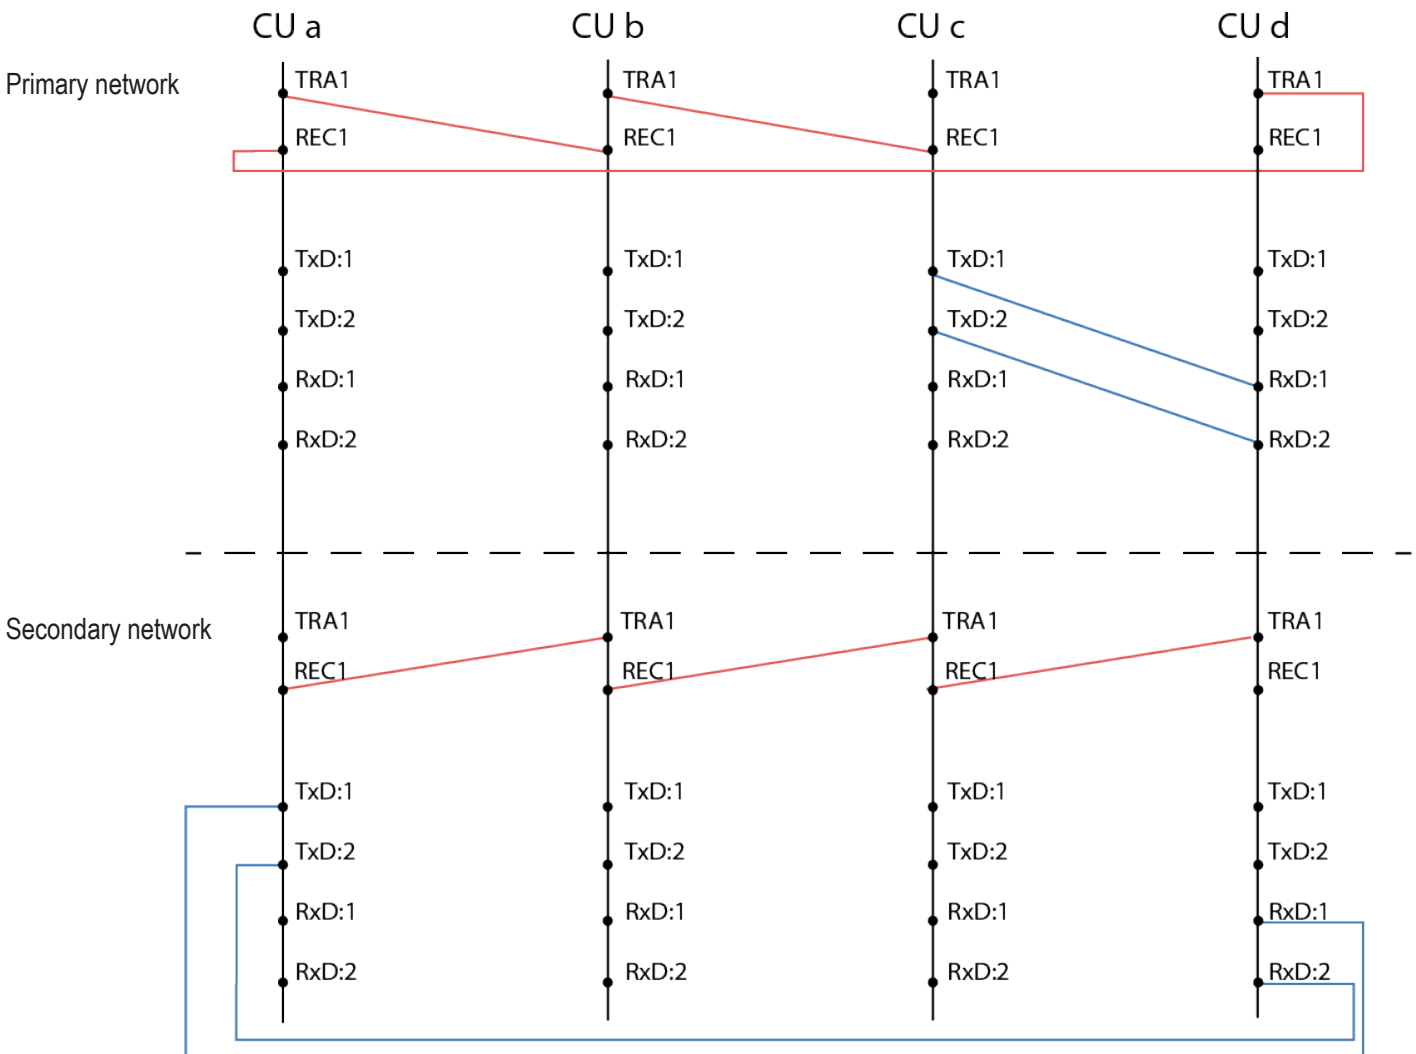 CU a CU b CU c CU d
Primary network
TRA1 TRA1 TRA1 TRA1
REC1 REC1 REC1 REC1
TxD:1 TxD:1 TxD:1 TxD:1
TxD:2 TxD:2 TxD:2 TxD:2
RxD:1 RxD:1 RxD:1 RxD:1
RxD:2 RxD:2 RxD:2 RxD:2
Secondary network
TRA1 TRA1 TRA1 TRA1
REC1 REC1 REC1 REC1
TxD:1 TxD:1 TxD:1 TxD:1
TxD:2 TxD:2 TxD:2 TxD:2
RxD:1 RxD:1 RxD:1 RxD:1
RxD:2 RxD:2 RxD:2 RxD:2